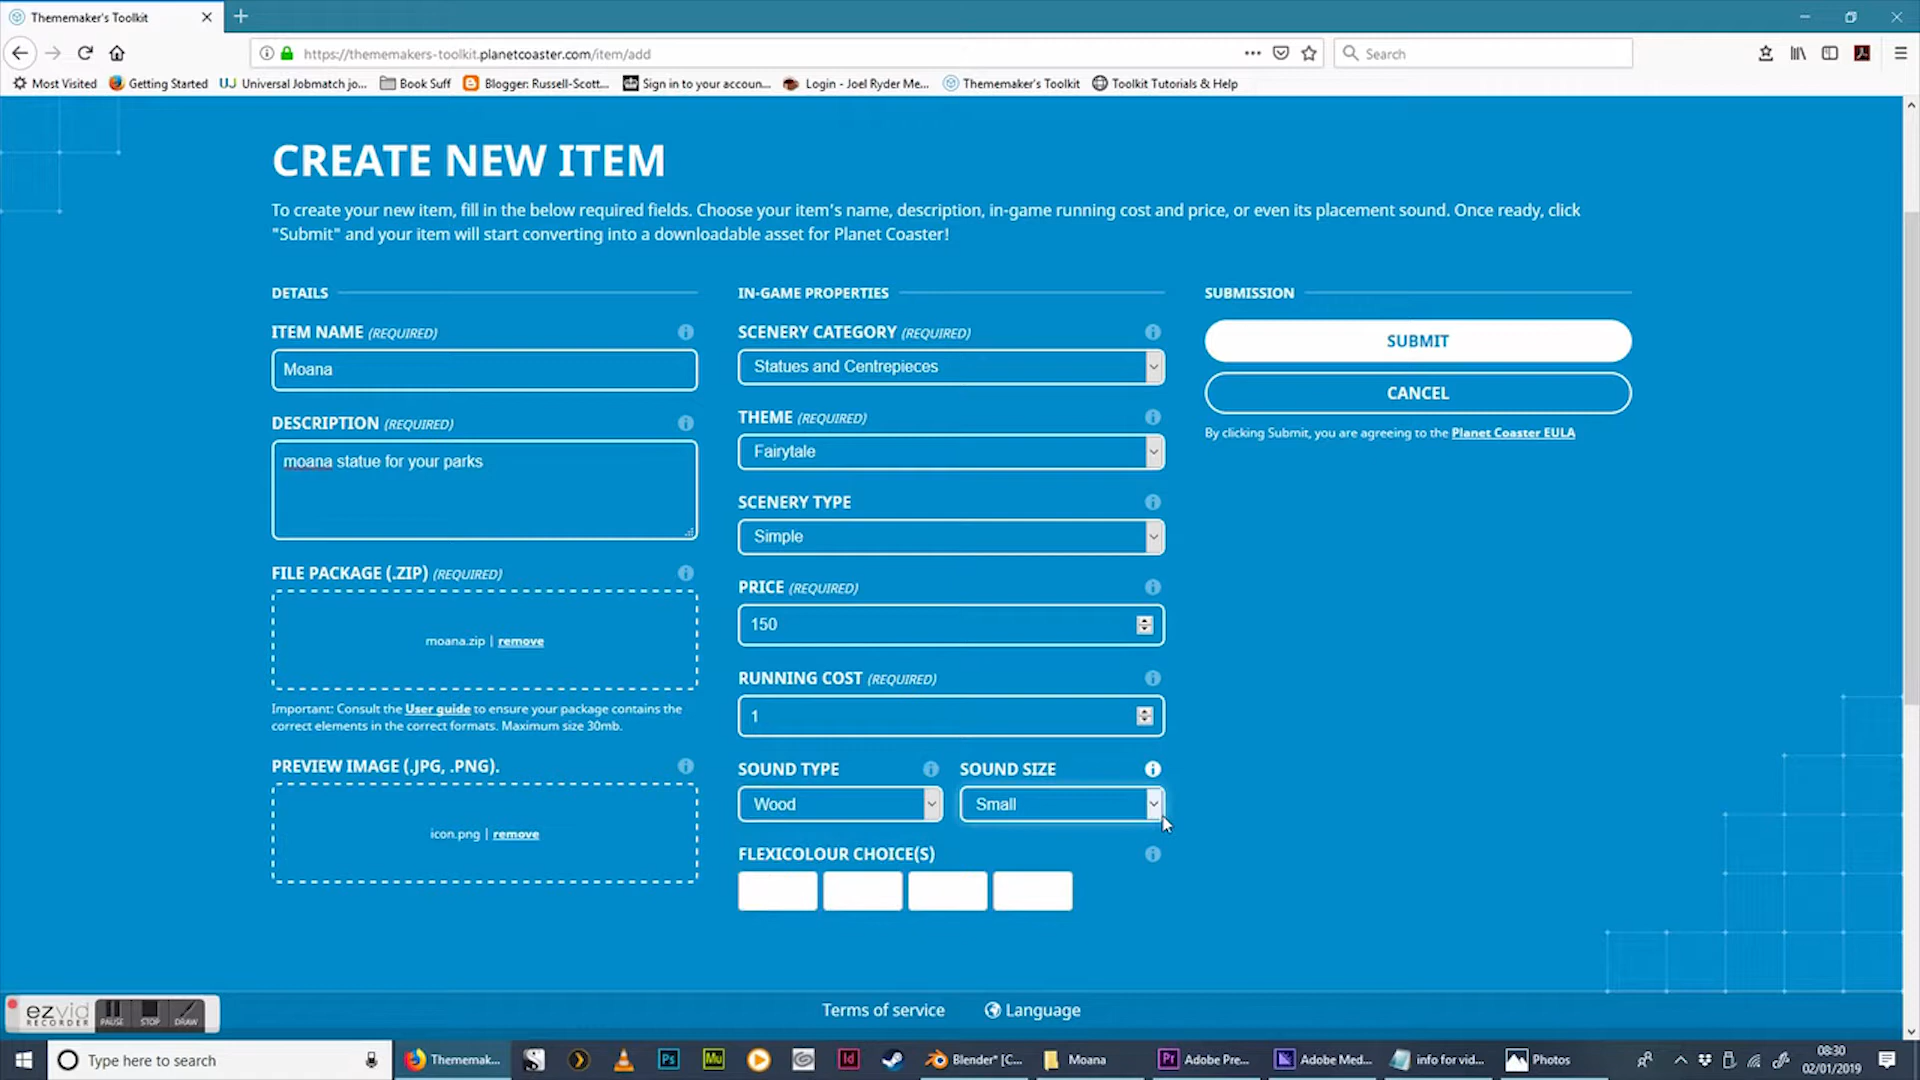 Thememaker's Toolkit
https://thememakers-toolkit.planetcoaster.com/item/add
Search
Most Visited
Getting Started
Universal Jobmatch jo...
Book Suff
Blogger: Russell-Scott...
Sign in to your accoun...
Login - Joel Ryder Me...
Thememaker's Toolkit
Toolkit Tutorials & Help
CREATE NEW ITEM
To create your new item, fill in the below required fields. Choose your item's name, description, in-game running cost and price, or even its placement sound. Once ready, click
"Submit" and your item will start converting into a downloadable asset for Planet Coaster!
DETAILS
ITEM NAME (REQUIRED)
Moana
DESCRIPTION (REQUIRED)
moana statue for your parks
FILE PACKAGE (.ZIP) (REQUIRED)
moana.zip | remove
Important: Consult the User guide to ensure your package contains the
correct elements in the correct formats. Maximum size 30mb.
PREVIEW IMAGE (.JPG, .PNG).
icon.png | remove
IN-GAME PROPERTIES
SCENERY CATEGORY (REQUIRED)
Statues and Centrepieces
THEME (REQUIRED)
Fairytale
SCENERY TYPE
Simple
PRICE (REQUIRED)
150
RUNNING COST (REQUIRED)
1
SOUND TYPE
Wood
SOUND SIZE
Small
FLEXICOLOUR CHOICE(S)
SUBMISSION
SUBMIT
CANCEL
By clicking Submit, you are agreeing to the Planet Coaster EULA
Terms of service
Language
ezvid
RECORDER
PAUSE
STOP
DRAW
Type here to search
Thememak...
Ps
Mu
Id
Blender* [C...
Moana
Pr
Adobe Pre...
Adobe Med...
info for vid...
Photos
08:30
02/01/2019